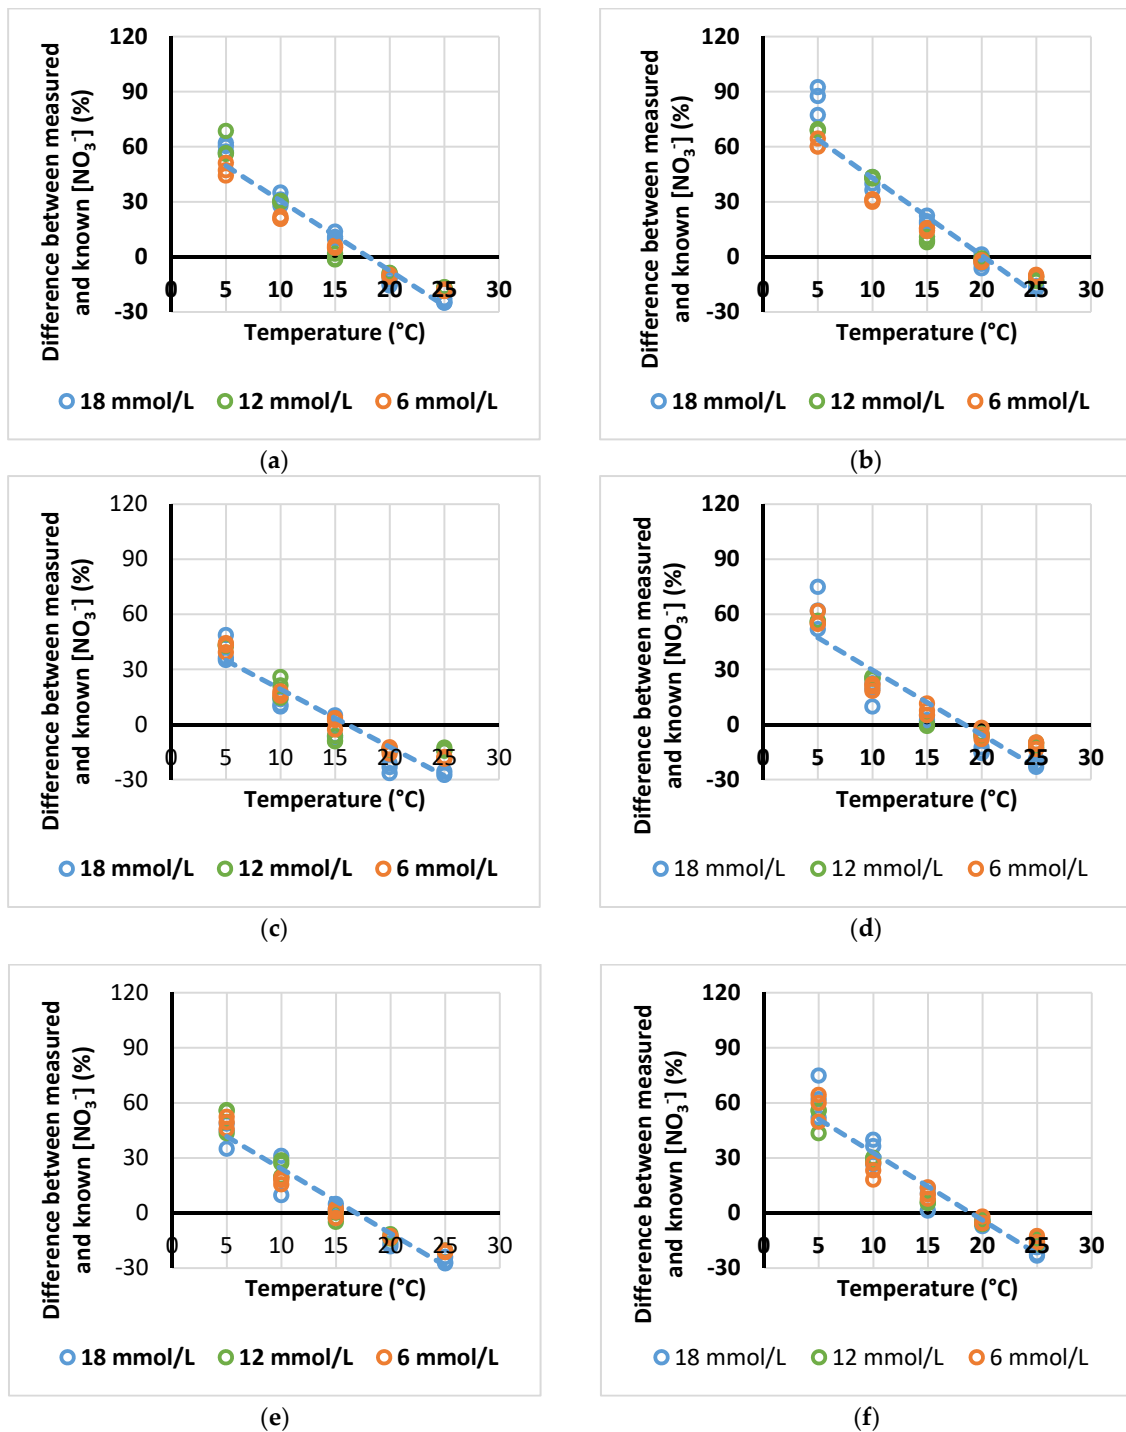 120
90
60
30
0
-30
0 5 10 15 20 25 30
Difference between measured
and known [NO₃⁻] (%)
Temperature (°C)
18 mmol/L 12 mmol/L 6 mmol/L
(a)
120
90
60
30
0
-30
0 5 10 15 20 25 30
Difference between measured
and known [NO₃⁻] (%)
Temperature (°C)
18 mmol/L 12 mmol/L 6 mmol/L
(b)
120
90
60
30
0
-30
0 5 10 15 20 25 30
Difference between measured
and known [NO₃⁻] (%)
Temperature (°C)
18 mmol/L 12 mmol/L 6 mmol/L
(c)
120
90
60
30
0
-30
0 5 10 15 20 25 30
Difference between measured
and known [NO₃⁻] (%)
Temperature (°C)
18 mmol/L 12 mmol/L 6 mmol/L
(d)
120
90
60
30
0
-30
0 5 10 15 20 25 30
Difference between measured
and known [NO₃⁻] (%)
Temperature (°C)
18 mmol/L 12 mmol/L 6 mmol/L
(e)
120
90
60
30
0
-30
0 5 10 15 20 25 30
Difference between measured
and known [NO₃⁻] (%)
Temperature (°C)
18 mmol/L 12 mmol/L 6 mmol/L
(f)